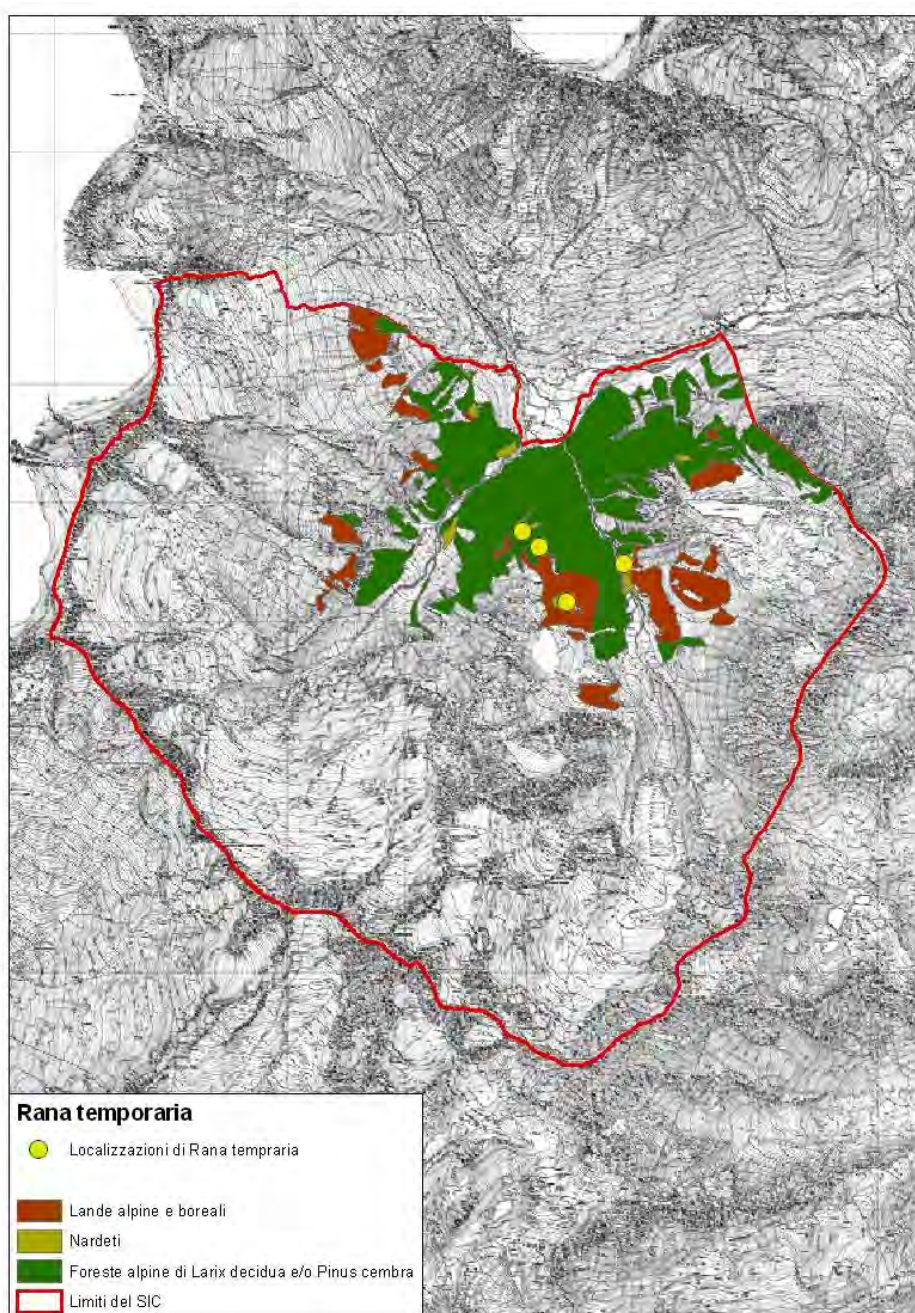 Rana temporaria
Localizzazioni di Rana tempraria
Lande alpine e boreali
Nardeti
Foreste alpine di Larix decidua e/o Pinus cembra
Limiti del SIC